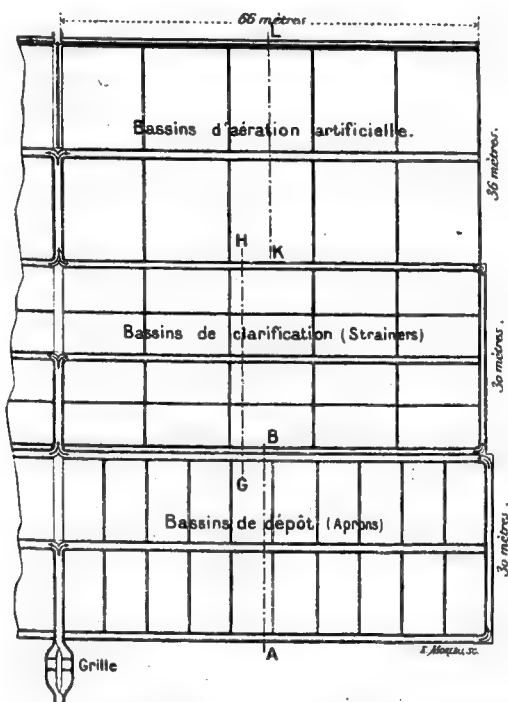 66 mètres
L
Bassins d'aération artificielle.
36 mètres.
H
K
Bassins de clarification (Strainers)
30 mètres.
B
G
Bassins de dépôt (Aprons)
30 mètres.
A
E. MORIEU, SC.
Grille